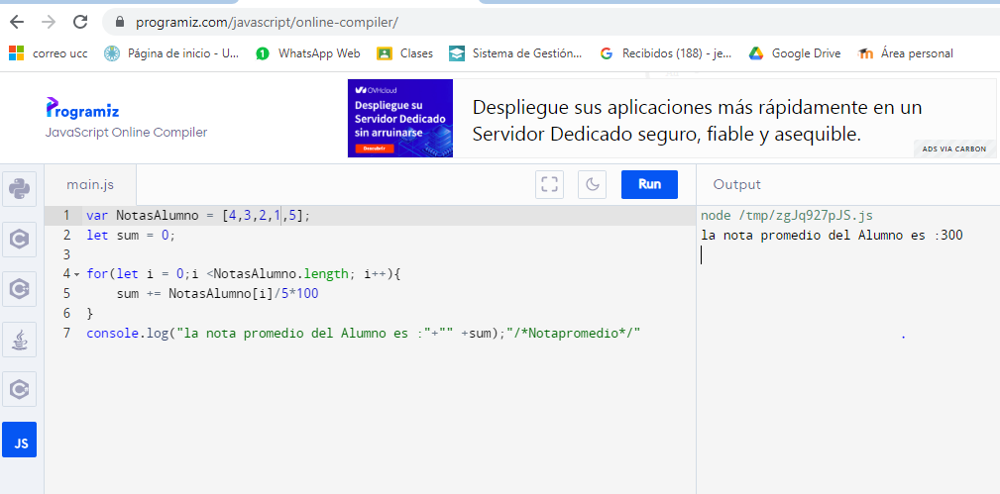 programiz.com/javascript/online-compiler/
correo ucc
Página de inicio - U...
WhatsApp Web
Clases
Sistema de Gestión...
Recibidos (188) - je...
Google Drive
Área personal
Programiz
JavaScript Online Compiler
OVHcloud
Despliegue su
Servidor Dedicado
sin arruinarse
Descubrir
Despliegue sus aplicaciones más rápidamente en un
Servidor Dedicado seguro, fiable y asequible.
ADS VIA CARBON
main.js
Run
Output
1 var NotasAlumno = [4,3,2,1,5];
2 let sum = 0;
3
4 for(let i = 0;i <NotasAlumno.length; i++){
5 sum += NotasAlumno[i]/5*100
6 }
7 console.log("la nota promedio del Alumno es :"+"" +sum);"/*Notapromedio*/"
JS
node /tmp/zgJq927pJS.js
la nota promedio del Alumno es :300